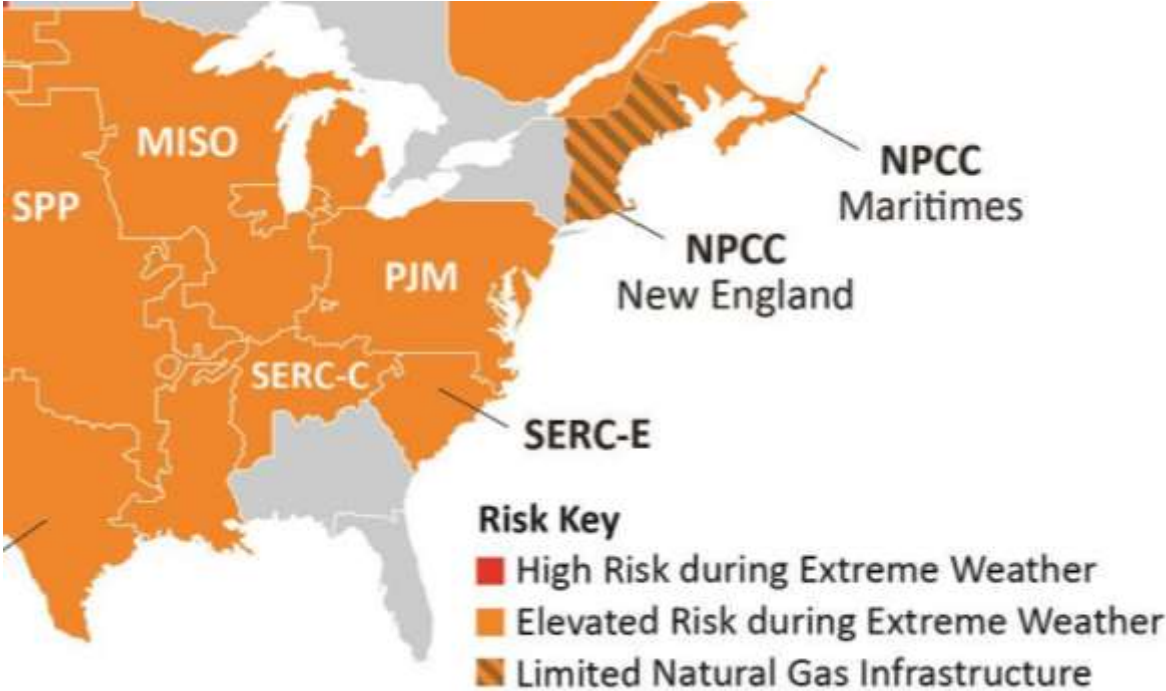 MISO
SPP
NPCC
Maritimes
NPCC
New England
PJM
SERC-C
SERC-E
Risk Key
High Risk during Extreme Weather
Elevated Risk during Extreme Weather
Limited Natural Gas Infrastructure